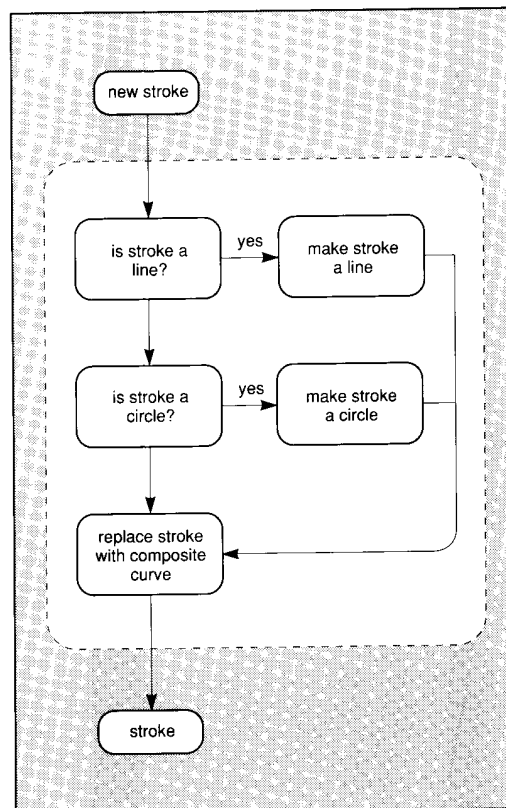 new stroke
is stroke a
line?
yes
make stroke
a line
is stroke a
circle?
yes
make stroke
a circle
replace stroke
with composite
curve
stroke